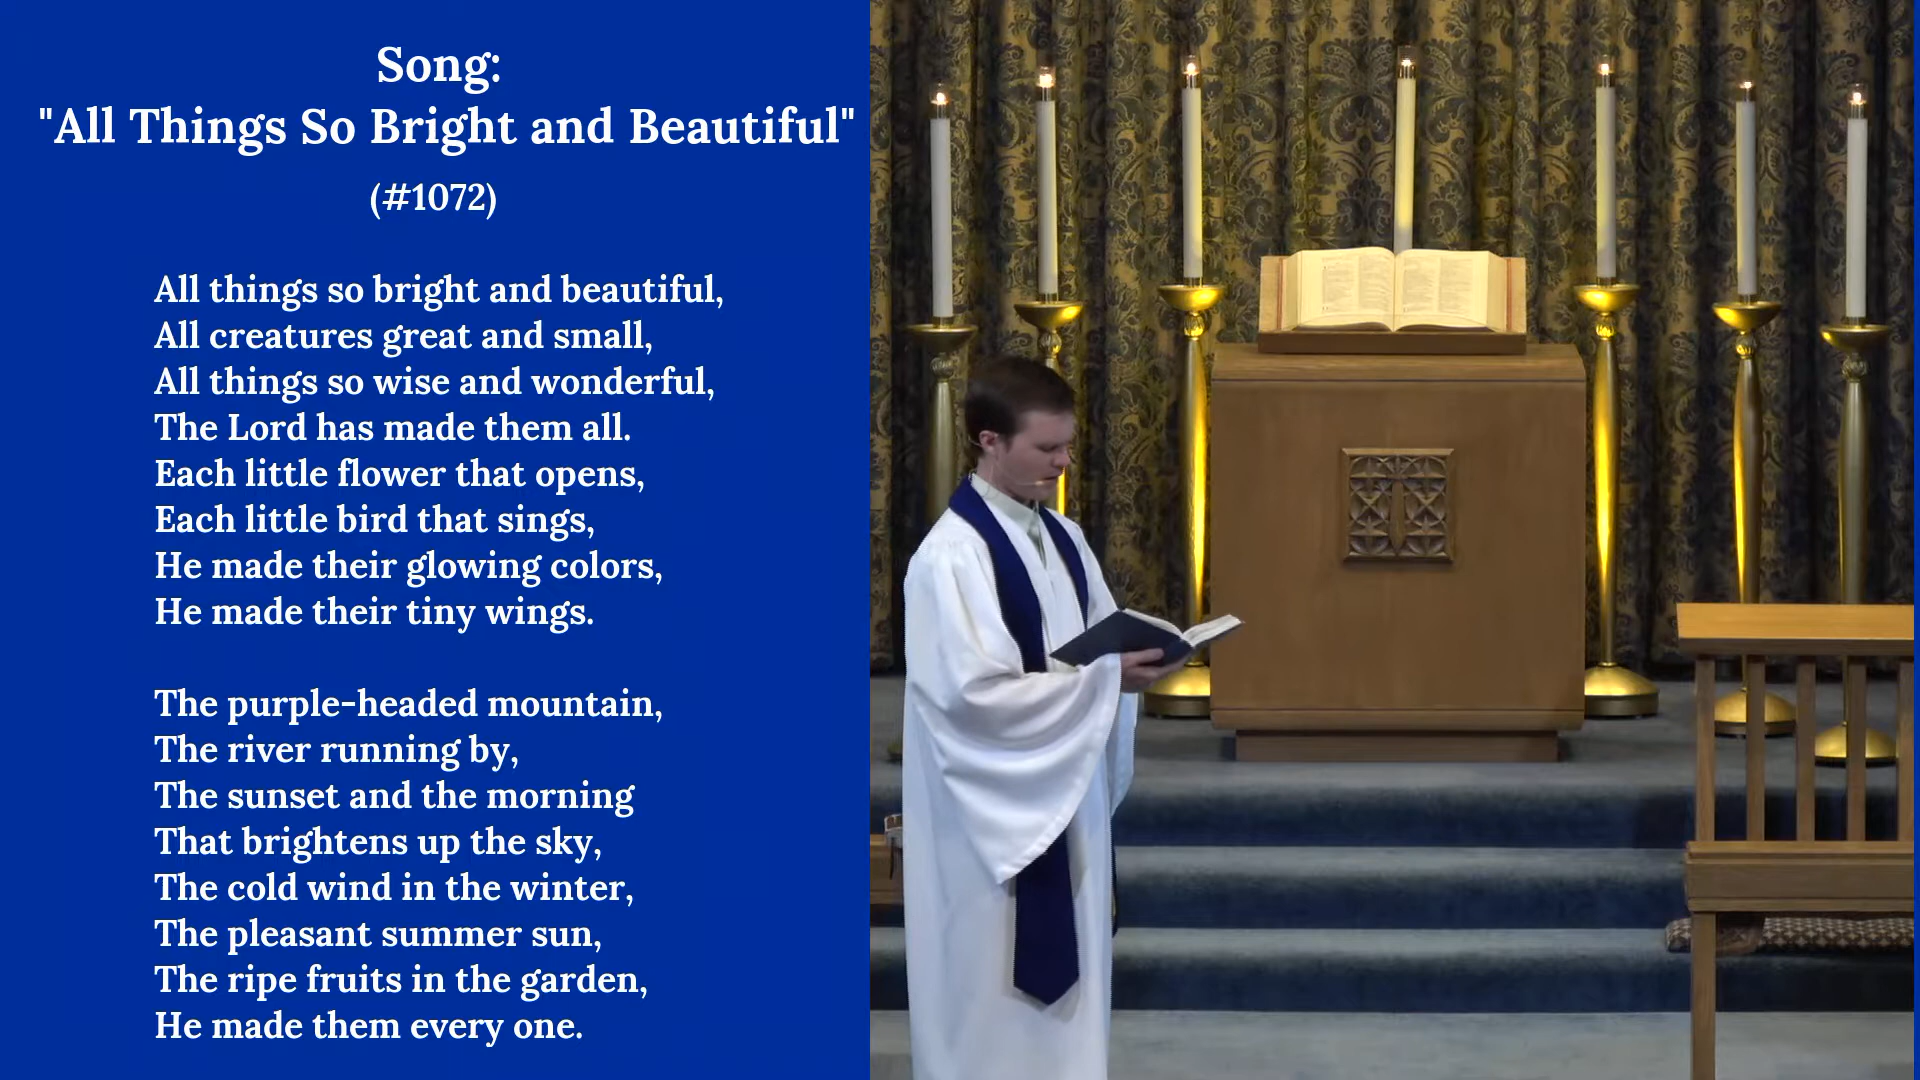 Song:
"All Things So Bright and Beautiful"
(#1072)
All things so bright and beautiful,
All creatures great and small,
All things so wise and wonderful,
The Lord has made them all.
Each little flower that opens,
Each little bird that sings,
He made their glowing colors,
He made their tiny wings.
The purple-headed mountain,
The river running by,
The sunset and the morning
That brightens up the sky,
The cold wind in the winter,
The pleasant summer sun,
The ripe fruits in the garden,
He made them every one.